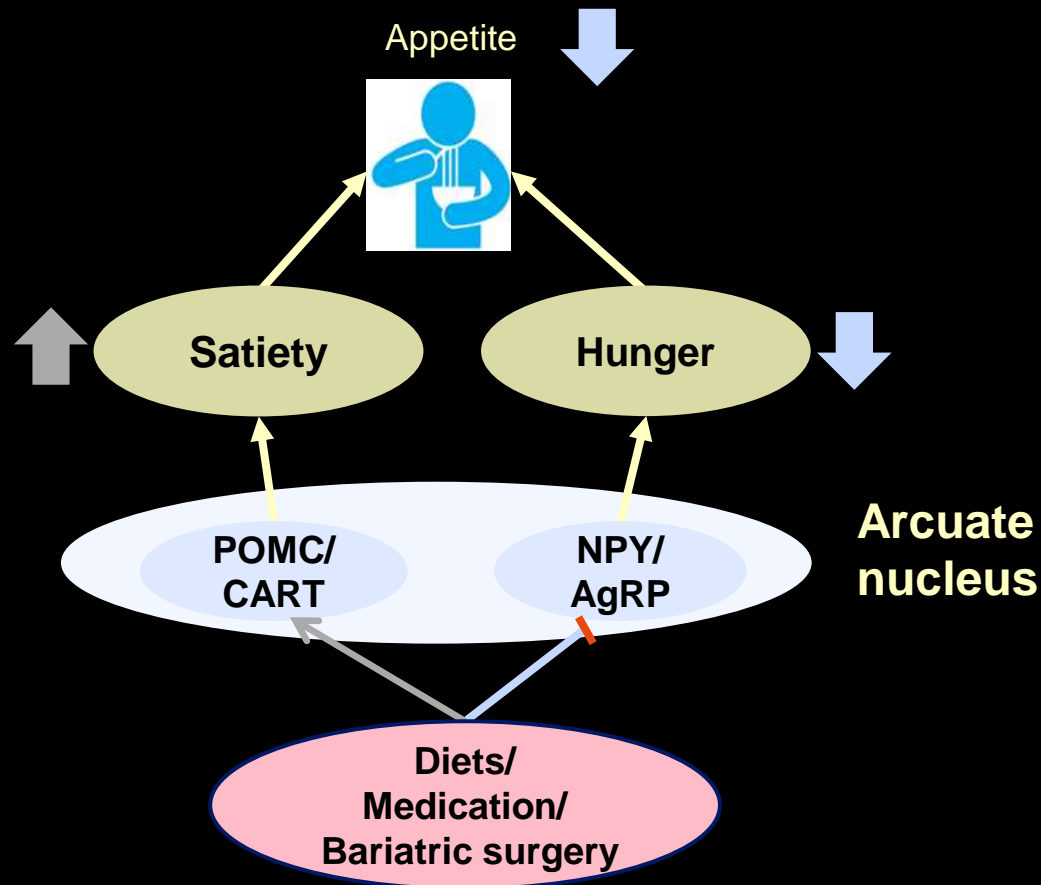 Appetite
Satiety
Hunger
POMC/
CART
NPY/
AgRP
Arcuate
nucleus
Diets/
Medication/
Bariatric surgery